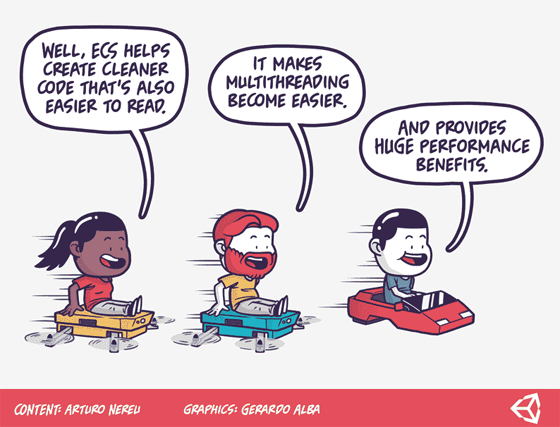 WELL, ECS HELPS
CREATE CLEANER
CODE THAT'S ALSO
EASIER TO READ.
IT MAKES
MULTITHREADING
BECOME EASIER.
AND PROVIDES
HUGE PERFORMANCE
BENEFITS.
CONTENT: ARTURO NEREU
GRAPHICS: GERARDO ALBA